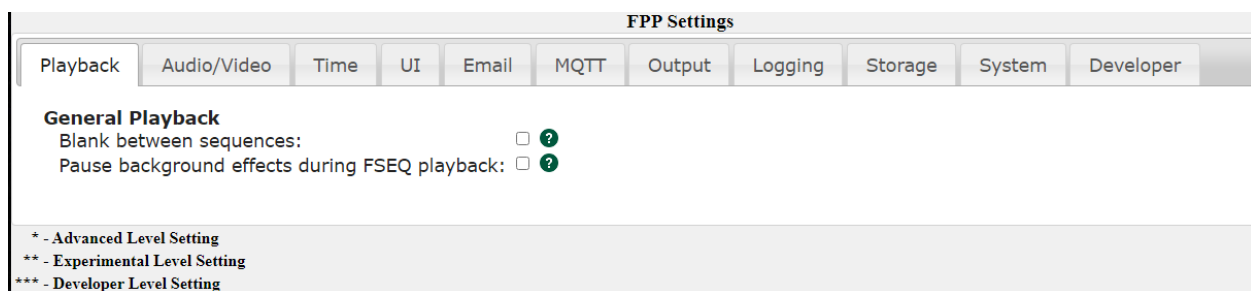 FPP Settings
Playback Audio/Video Time UI Email MQTT Output Logging Storage System Developer
General Playback
Blank between sequences: ?
Pause background effects during FSEQ playback: ?
* - Advanced Level Setting
** - Experimental Level Setting
*** - Developer Level Setting